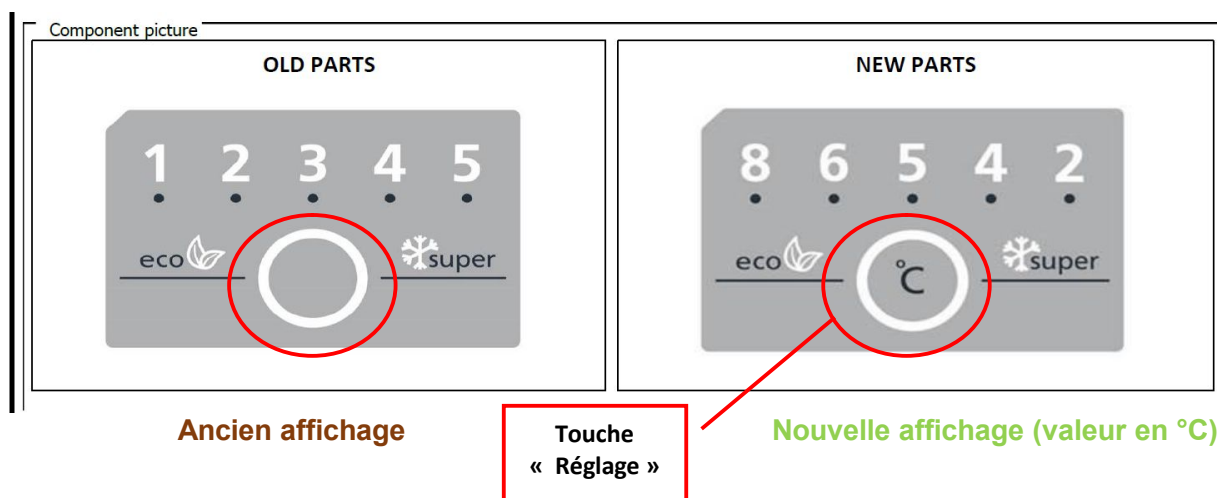 Component picture
OLD PARTS
1 2 3 4 5
eco super
NEW PARTS
8 6 5 4 2
eco °C super
Ancien affichage
Touche
« Réglage »
Nouvelle affichage (valeur en °C)